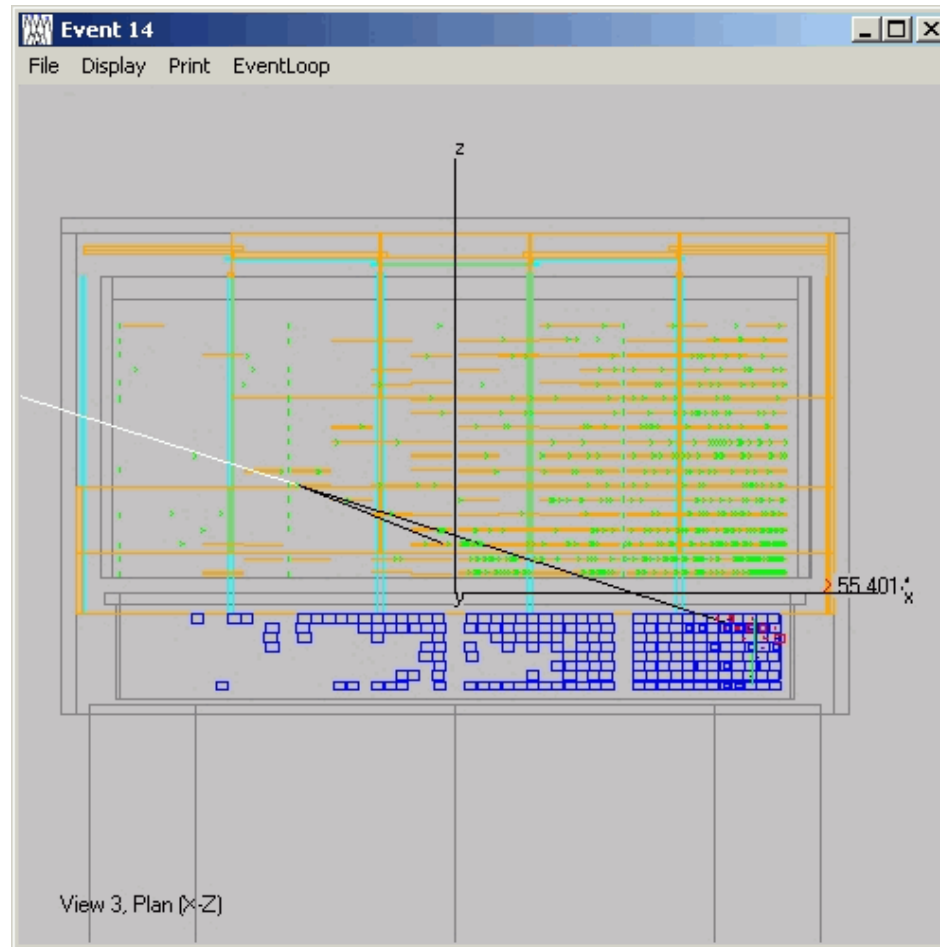 Event 14
File Display Print EventLoop
z
55.401
x
y
View 3, Plan (X-Z)